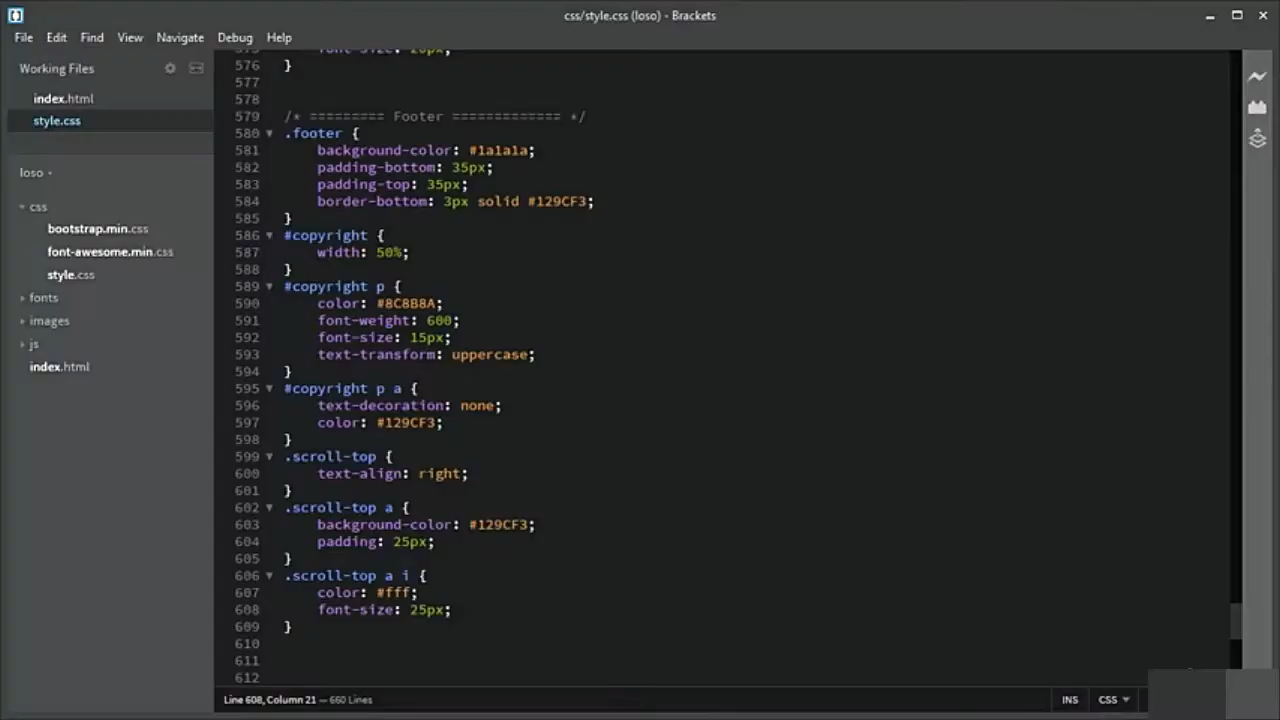 css/style.css (loso) - Brackets
File Edit Find View Navigate Debug Help
Working Files
index.html
style.css
loso
css
bootstrap.min.css
font-awesome.min.css
style.css
fonts
images
js
index.html
576 }
577
578
579 /* ========= Footer ============= */
580 .footer {
581 background-color: #1a1a1a;
582 padding-bottom: 35px;
583 padding-top: 35px;
584 border-bottom: 3px solid #129CF3;
585 }
586 #copyright {
587 width: 50%;
588 }
589 #copyright p {
590 color: #8C8B8A;
591 font-weight: 600;
592 font-size: 15px;
593 text-transform: uppercase;
594 }
595 #copyright p a {
596 text-decoration: none;
597 color: #129CF3;
598 }
599 .scroll-top {
600 text-align: right;
601 }
602 .scroll-top a {
603 background-color: #129CF3;
604 padding: 25px;
605 }
606 .scroll-top a i {
607 color: #fff;
608 font-size: 25px;
609 }
610
611
612
Line 608, Column 21 — 660 Lines
INS CSS